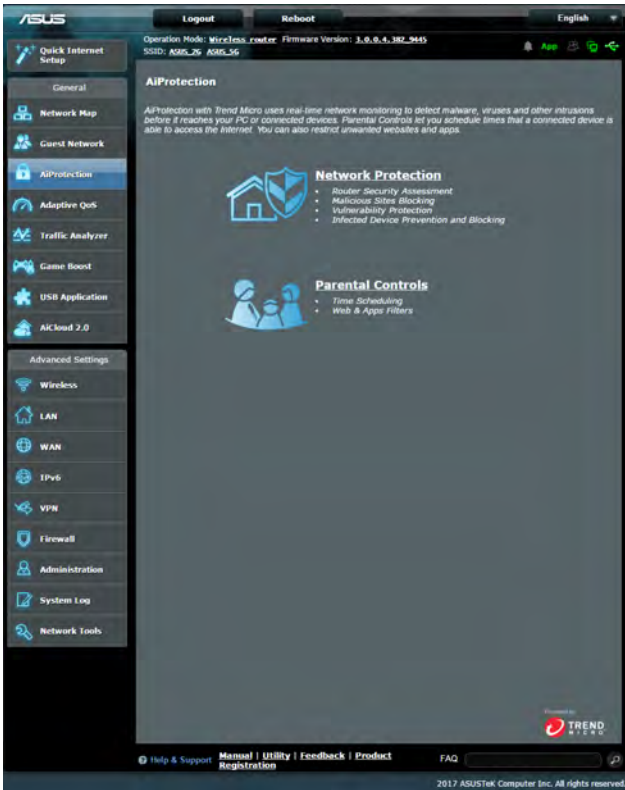 ASUS
Logout
Reboot
English
Quick Internet
Setup
Operation Mode: Wireless router Firmware Version: 3.0.0.4.382_9445
SSID: ASUS_2G ASUS_5G
App
General
Network Map
Guest Network
AiProtection
Adaptive QoS
Traffic Analyzer
Game Boost
USB Application
AiCloud 2.0
Advanced Settings
Wireless
LAN
WAN
IPv6
VPN
Firewall
Administration
System Log
Network Tools
AiProtection
AiProtection with Trend Micro uses real-time network monitoring to detect malware, viruses and other intrusions
before it reaches your PC or connected devices. Parental Controls let you schedule times that a connected device is
able to access the Internet. You can also restrict unwanted websites and apps.
Network Protection
• Router Security Assessment
• Malicious Sites Blocking
• Vulnerability Protection
• Infected Device Prevention and Blocking
Parental Controls
• Time Scheduling
• Web & Apps Filters
Powered by
TREND
MICRO
Help & Support
Manual | Utility | Feedback | Product
Registration
FAQ
2017 ASUSTeK Computer Inc. All rights reserved.